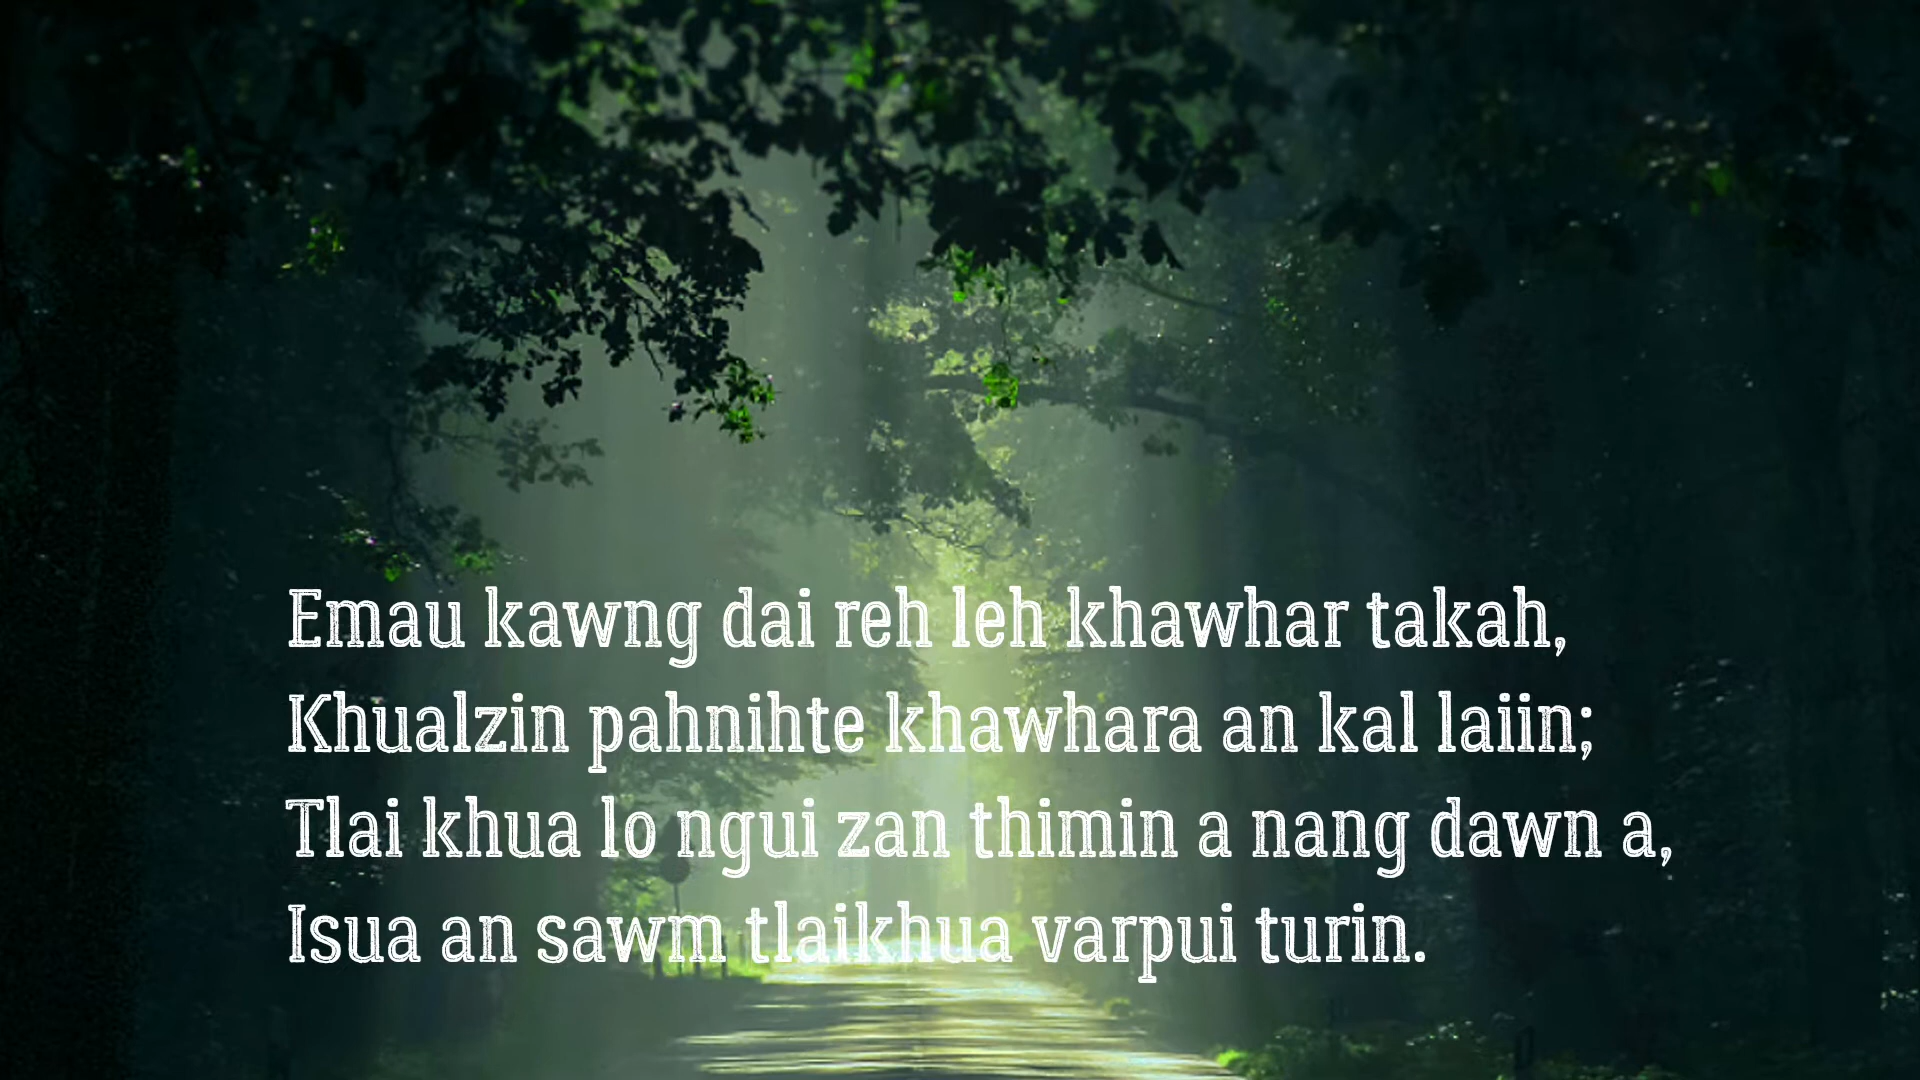 Emau kawng dai reh leh khawhar takah,
Khualzin pahnihte khawhara an kal laiin;
Tlai khua lo ngui zan thimin a nang dawn a,
Isua an sawm tlaikhua varpui turin.